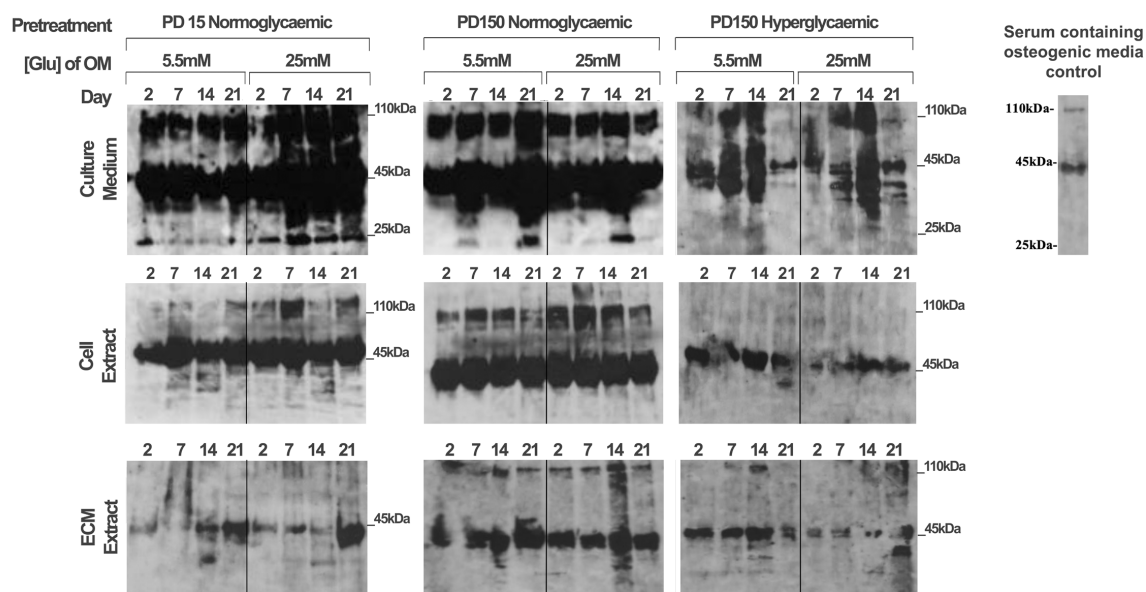 Pretreatment PD 15 Normoglycaemic PD150 Normoglycaemic PD150 Hyperglycaemic
[Glu] of OM 5.5mM 25mM 5.5mM 25mM 5.5mM 25mM
Day 2 7 14 21 2 7 14 21 2 7 14 21 2 7 14 21 2 7 14 21 2 7 14 21
Culture
Medium
110kDa
45kDa
25kDa
110kDa
45kDa
25kDa
2 7 14 21 2 7 14 21 2 7 14 21 2 7 14 21 2 7 14 21 2 7 14 21
Cell
Extract
110kDa
45kDa
110kDa
45kDa
2 7 14 21 2 7 14 21 2 7 14 21 2 7 14 21 2 7 14 21 2 7 14 21
ECM
Extract
45kDa
110kDa
45kDa
Serum containing
osteogenic media
control
110kDa-
45kDa-
25kDa-